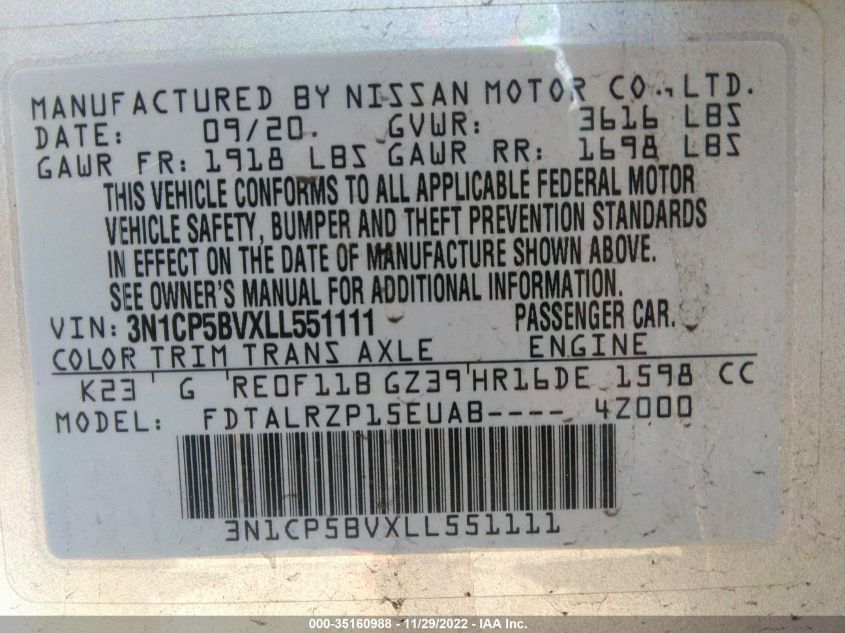 MANUFACTURED BY NISSAN MOTOR CO., LTD.
DATE: 09/20. GVWR: 3616 LBS
GAWR FR: 1918 LBS GAWR RR: 1698 LBS
THIS VEHICLE CONFORMS TO ALL APPLICABLE FEDERAL MOTOR
VEHICLE SAFETY, BUMPER AND THEFT PREVENTION STANDARDS
IN EFFECT ON THE DATE OF MANUFACTURE SHOWN ABOVE.
SEE OWNER'S MANUAL FOR ADDITIONAL INFORMATION.
VIN: 3N1CP5BVXLL551111 PASSENGER CAR.
COLOR TRIM TRANS AXLE ENGINE
K23 G RE0F11B GZ39 HR16DE 1598 CC
MODEL: FDTALRZP15EUAB---- 4Z000
3N1CP5BVXLL551111
000-35160988 - 11/29/2022 - IAA Inc.